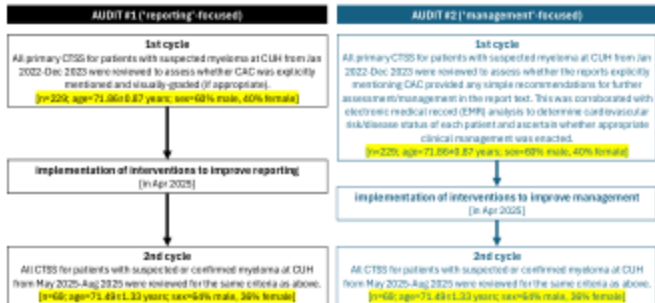 AUDIT #1 ('reporting'-focused)
1st cycle
All primary CTSS for patients with suspected myeloma at CUH from Jan
2022-Dec 2023 were reviewed to assess whether CAC was explicitly
mentioned and visually-graded (if appropriate).
[n=229; age=71.86±0.87 years; sex=60% male, 40% female]
Implementation of interventions to improve reporting
[in Apr 2025]
2nd cycle
All CTSS for patients with suspected or confirmed myeloma at CUH
from May 2025-Aug 2025 were reviewed for the same criteria as above.
[n=68; age=71.49±1.33 years; sex=64% male, 36% female]
AUDIT #2 ('management'-focused)
1st cycle
All primary CTSS for patients with suspected myeloma at CUH from Jan
2022-Dec 2023 were reviewed to assess whether the reports explicitly
mentioning CAC provided any simple recommendations for further
assessment/management in the report text. This was corroborated with
electronic medical record (EMR) analysis to determine cardiovascular
risk/disease status of each patient and ascertain whether appropriate
clinical management was enacted.
[n=229; age=71.86±0.87 years; sex=60% male, 40% female]
Implementation of interventions to improve management
[in Apr 2025]
2nd cycle
All CTSS for patients with suspected or confirmed myeloma at CUH
from May 2025-Aug 2025 were reviewed for the same criteria as above.
[n=68; age=71.49±1.33 years; sex=64% male, 36% female]